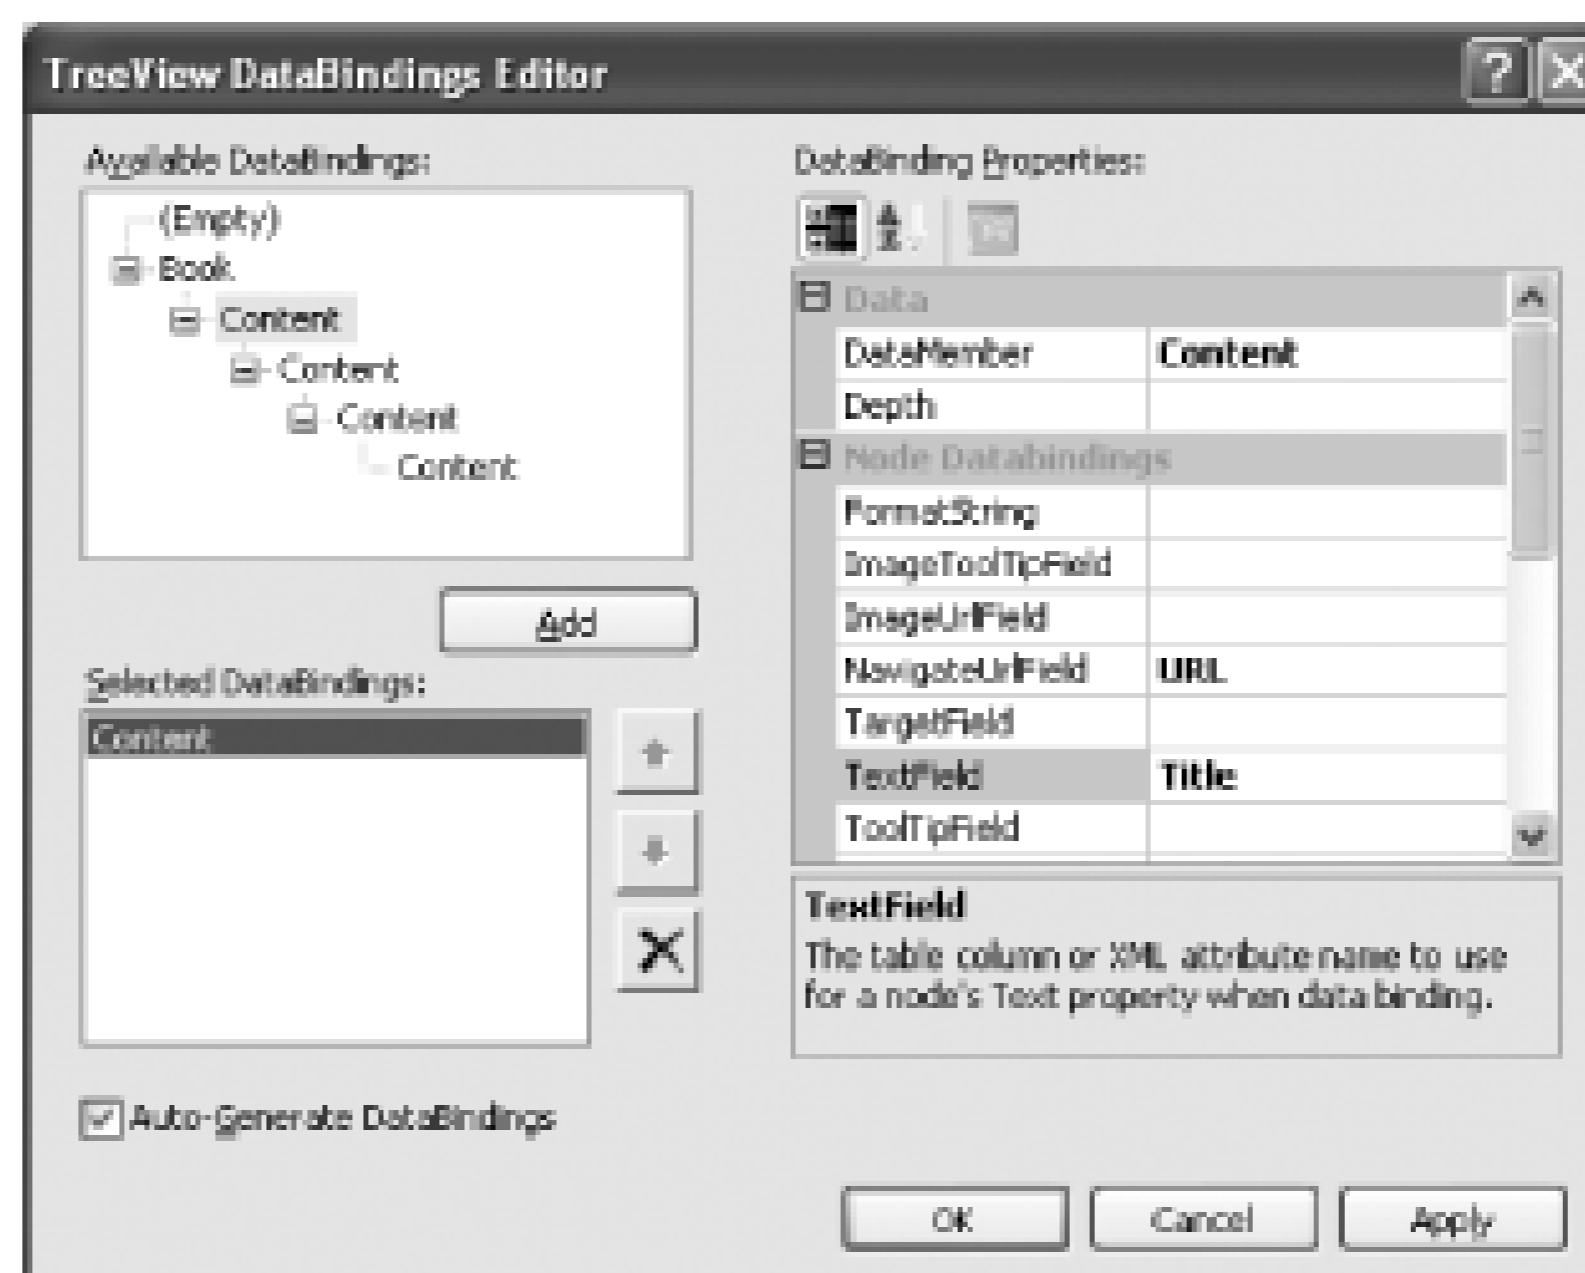 TreeView DataBindings Editor
Available DataBindings:
(Empty)
Book
Content
Content
Content
Content
Add
Selected DataBindings:
Content
Auto-Generate DataBindings
DataBinding Properties:
Data
DataMember Content
Depth
Node Databindings
FormatString
ImageToolTipField
ImageUrlField
NavigateUrlField URL
TargetField
TextField Title
ToolTipField
TextField
The table column or XML attribute name to use
for a node's Text property when data binding.
OK Cancel Apply